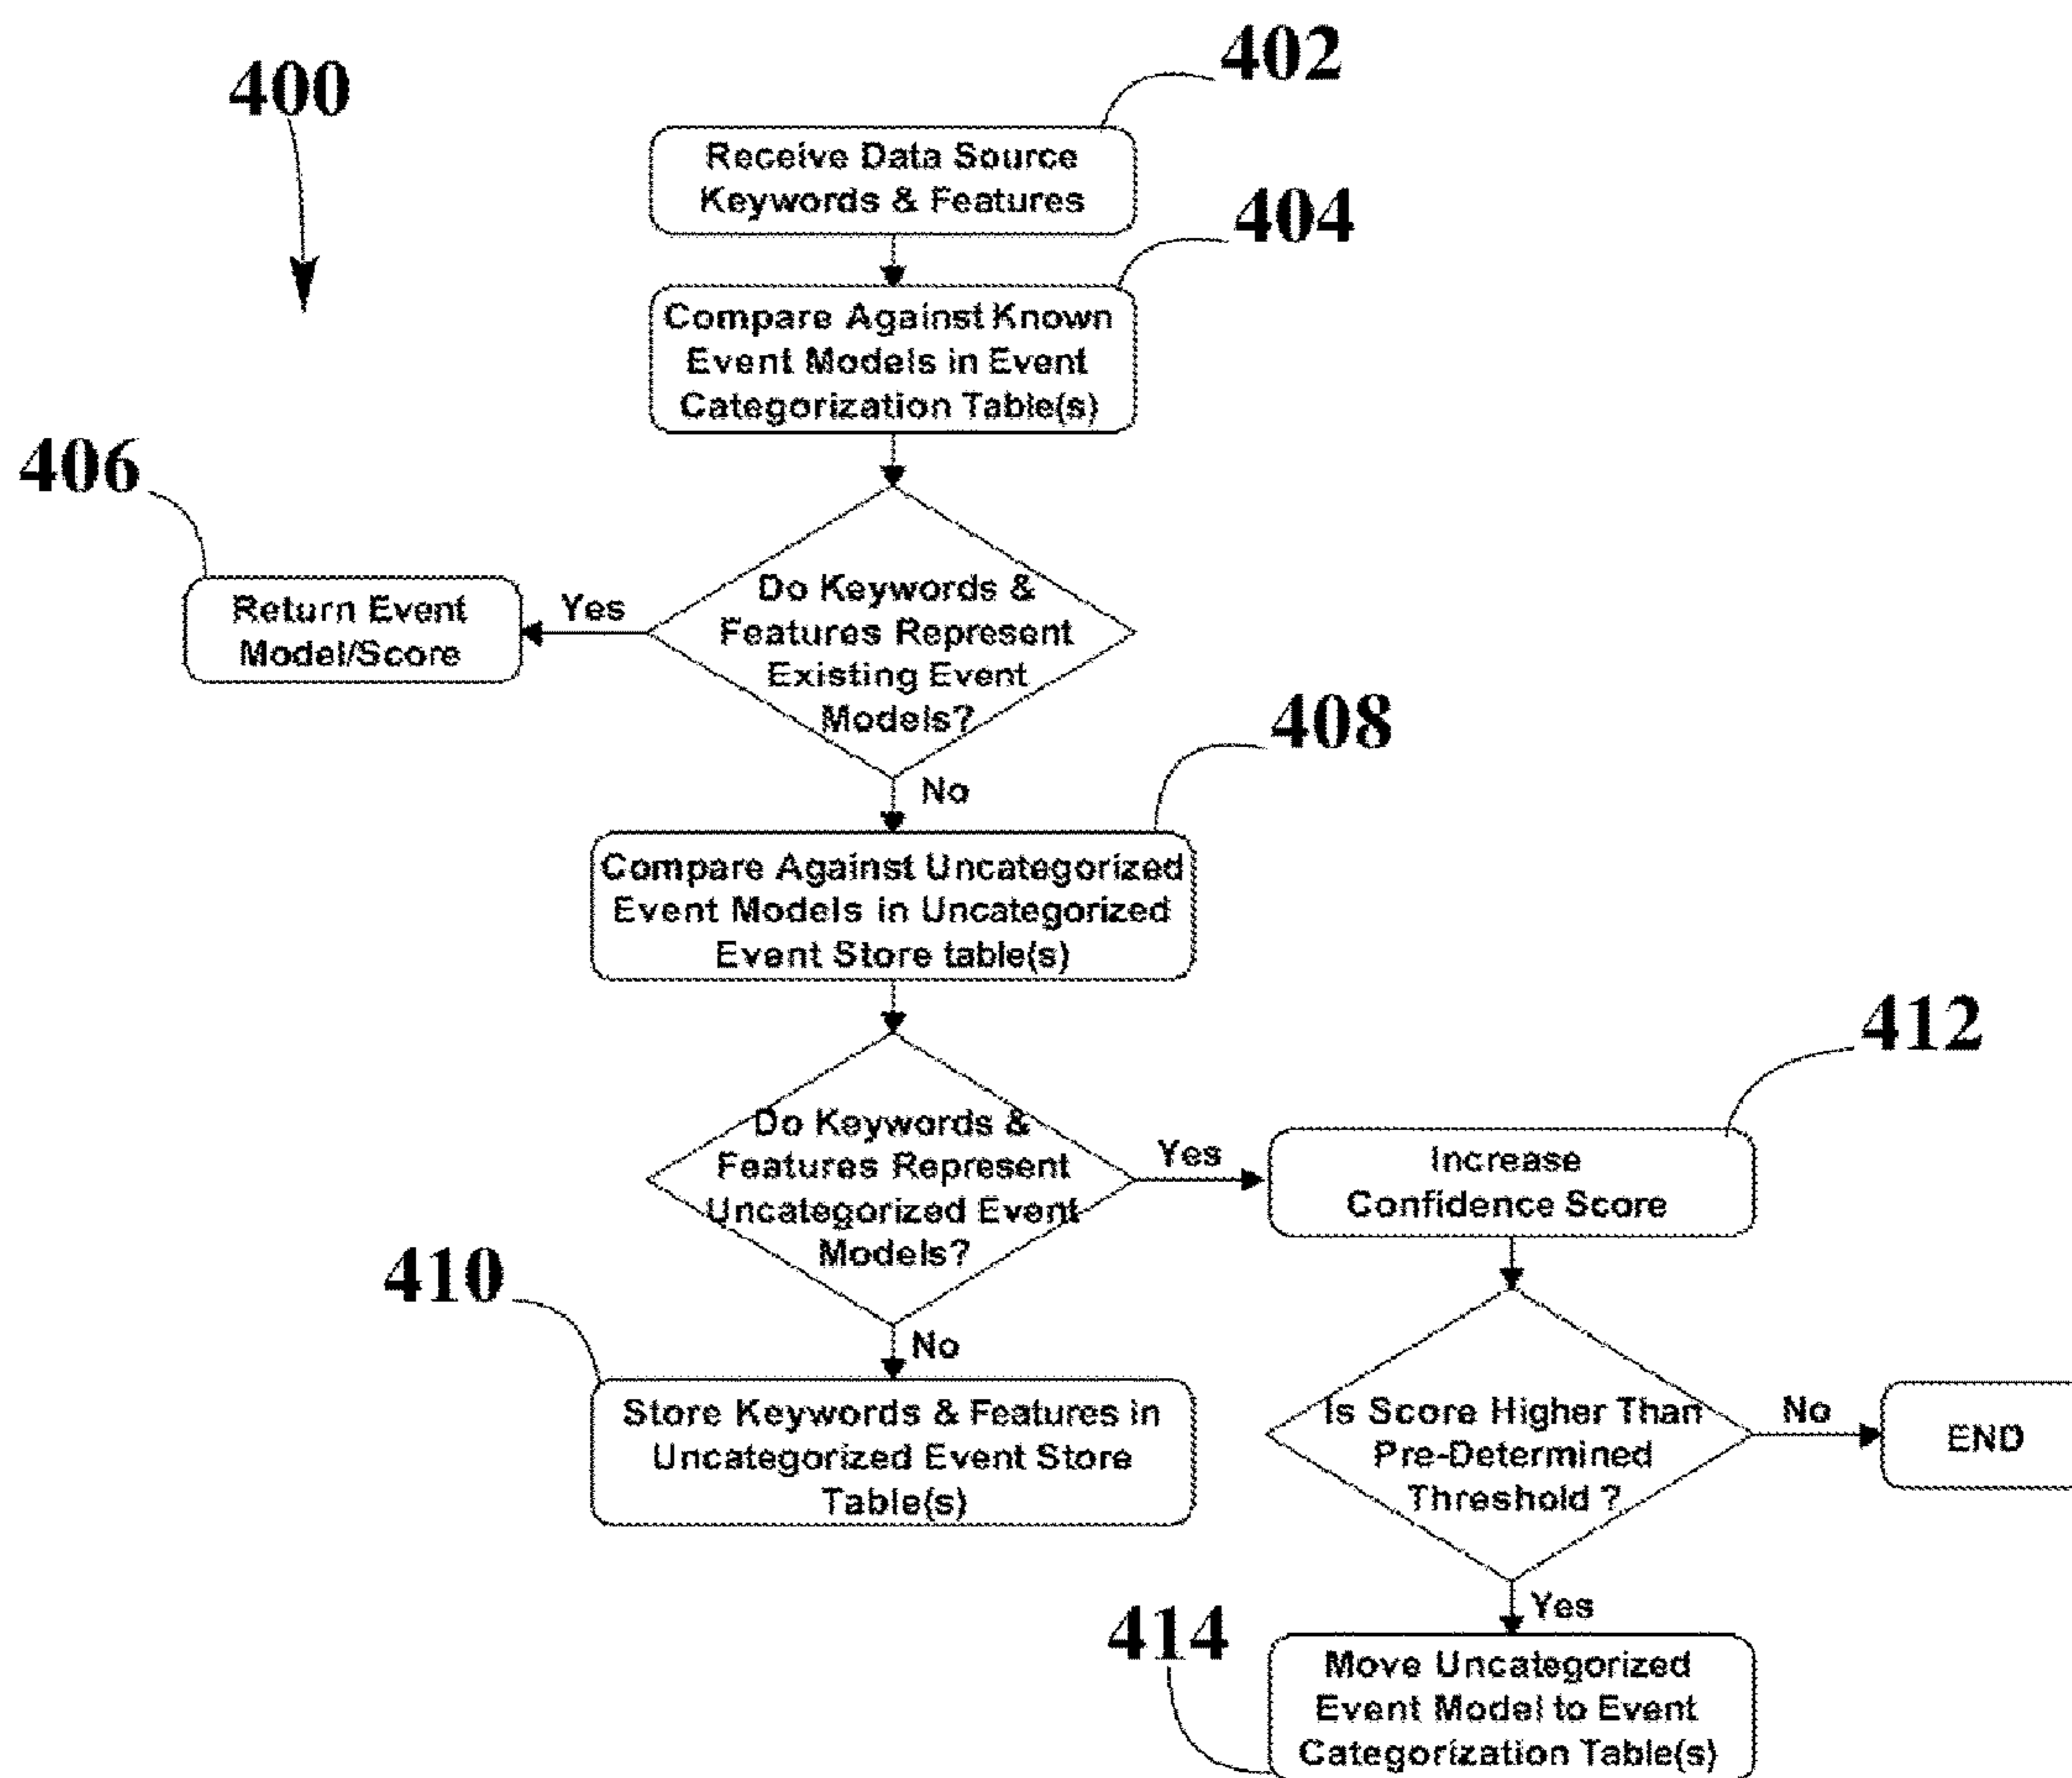 402
400
Receive Data Source
Keywords & Features
404
Compare Against Known
Event Models in Event
Categorization Table(s)
406
Do Keywords &
Features Represent
Existing Event
Models?
Yes
Return Event
Model/Score
408
No
Compare Against Uncategorized
Event Models in Uncategorized
Event Store table(s)
412
Do Keywords &
Features Represent
Uncategorized Event
Models?
Yes
Increase
Confidence Score
410
No
Store Keywords & Features in
Uncategorized Event Store
Table(s)
Is Score Higher Than
Pre-Determined
Threshold ?
No
END
Yes
414
Move Uncategorized
Event Model to Event
Categorization Table(s)